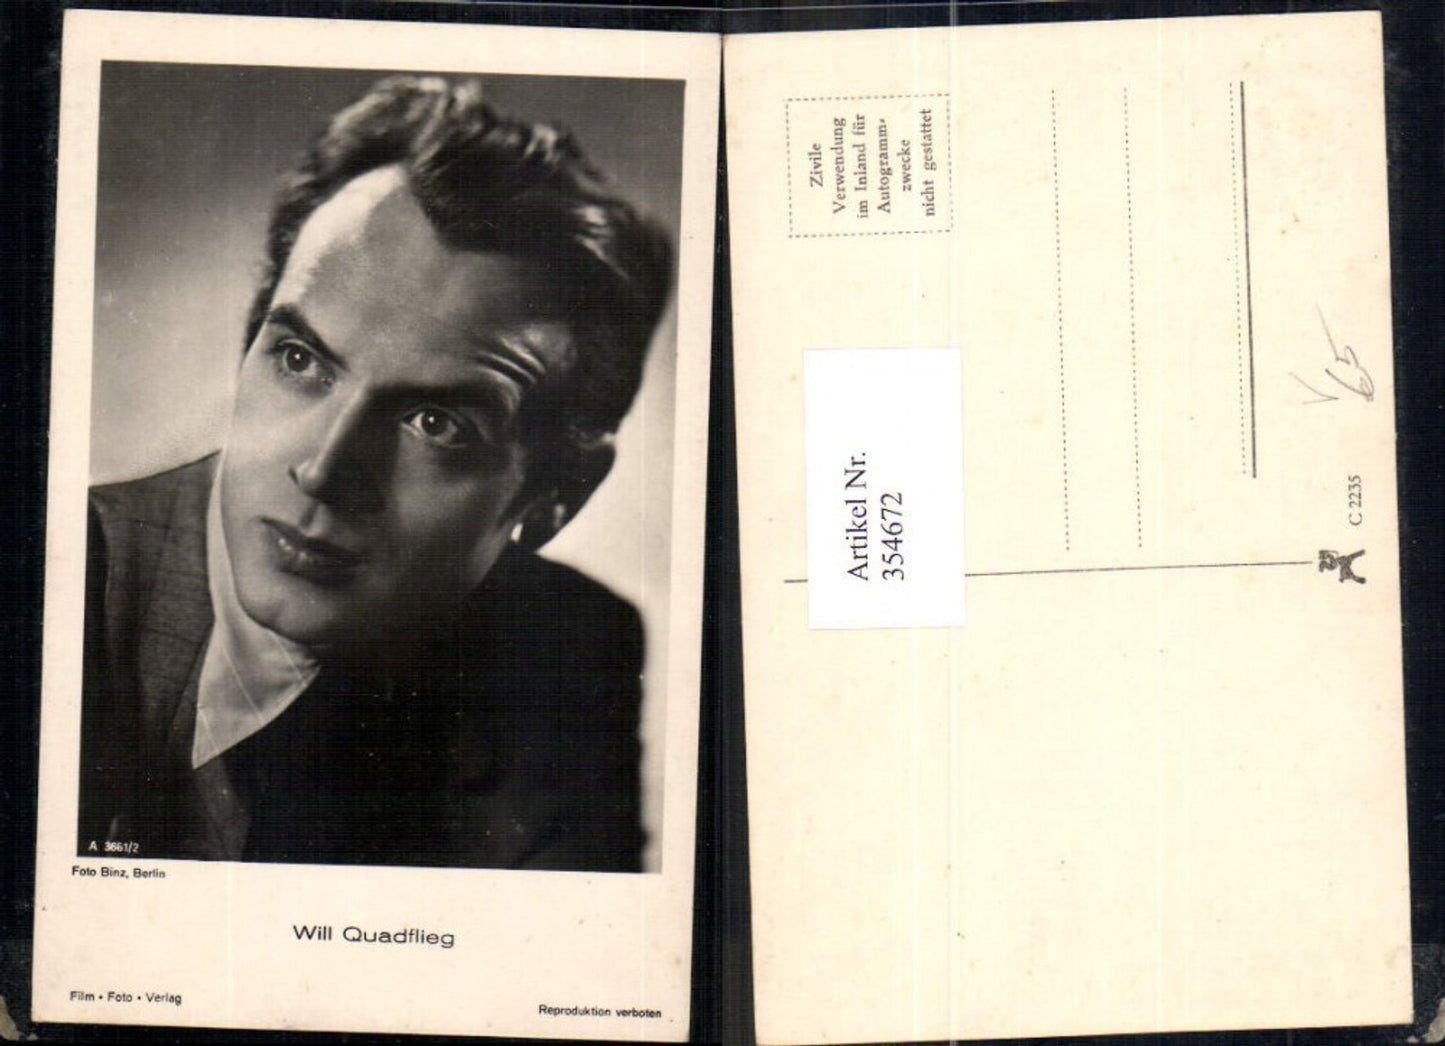 A 3661/2
Foto Binz, Berlin
Will Quadflieg
Film • Foto • Verlag
Reproduktion verboten
Zivile
Verwendung
im Inland für
Autogramm-
zwecke
nicht gestattet
Artikel Nr.
354672
C 2235
V
65